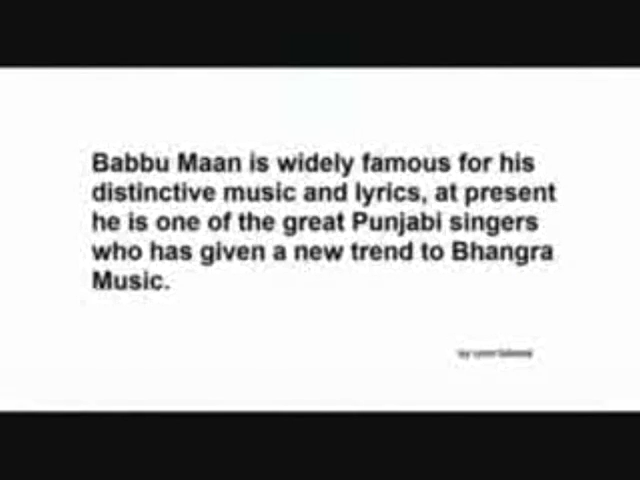 Babbu Maan is widely famous for his
distinctive music and lyrics, at present
he is one of the great Punjabi singers
who has given a new trend to Bhangra
Music.
by